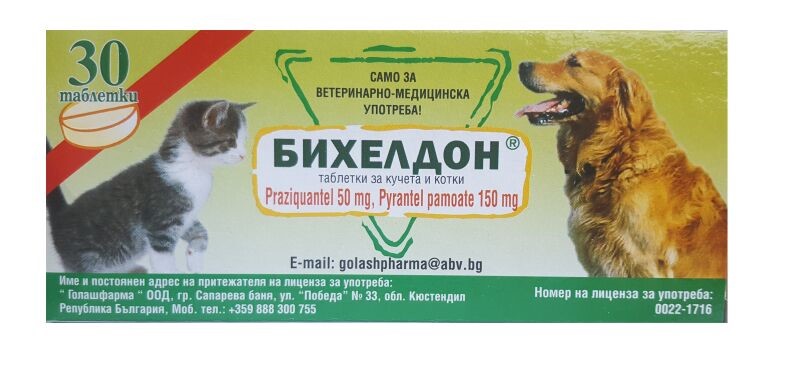 30
таблетки
САМО ЗА
ВЕТЕРИНАРНО-МЕДИЦИНСКА
УПОТРЕБА!
БИХЕЛДОН®
таблетки за кучета и котки
Praziquantel 50 mg, Pyrantel pamoate 150 mg
E-mail: golashpharma@abv.bg
Име и постоянен адрес на притежателя на лиценза за употреба:
“ Голашфарма “ ООД, гр. Сапарева баня, ул. “Победа” № 33, обл. Кюстендил
Република България, Моб. тел.: +359 888 300 755
Номер на лиценза за употреба:
0022-1716